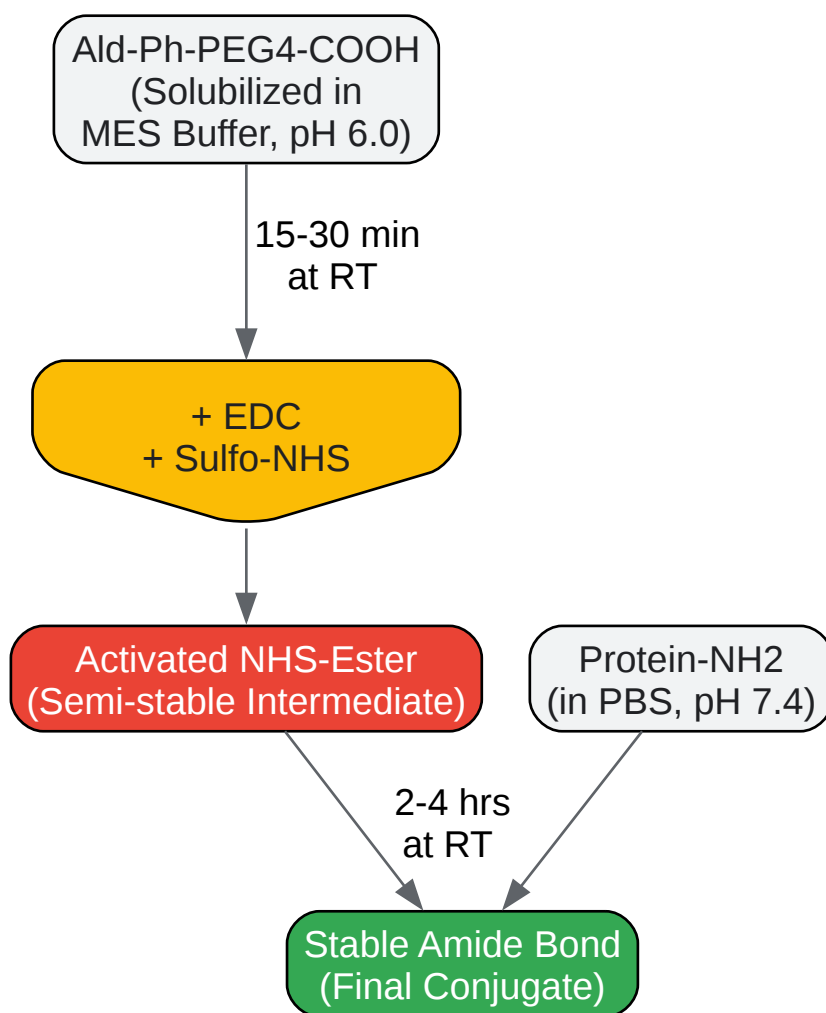 Ald-Ph-PEG4-COOH
(Solubilized in
MES Buffer, pH 6.0)
15-30 min
at RT
+ EDC
+ Sulfo-NHS
Activated NHS-Ester
(Semi-stable Intermediate)
Protein-NH2
(in PBS, pH 7.4)
2-4 hrs
at RT
Stable Amide Bond
(Final Conjugate)